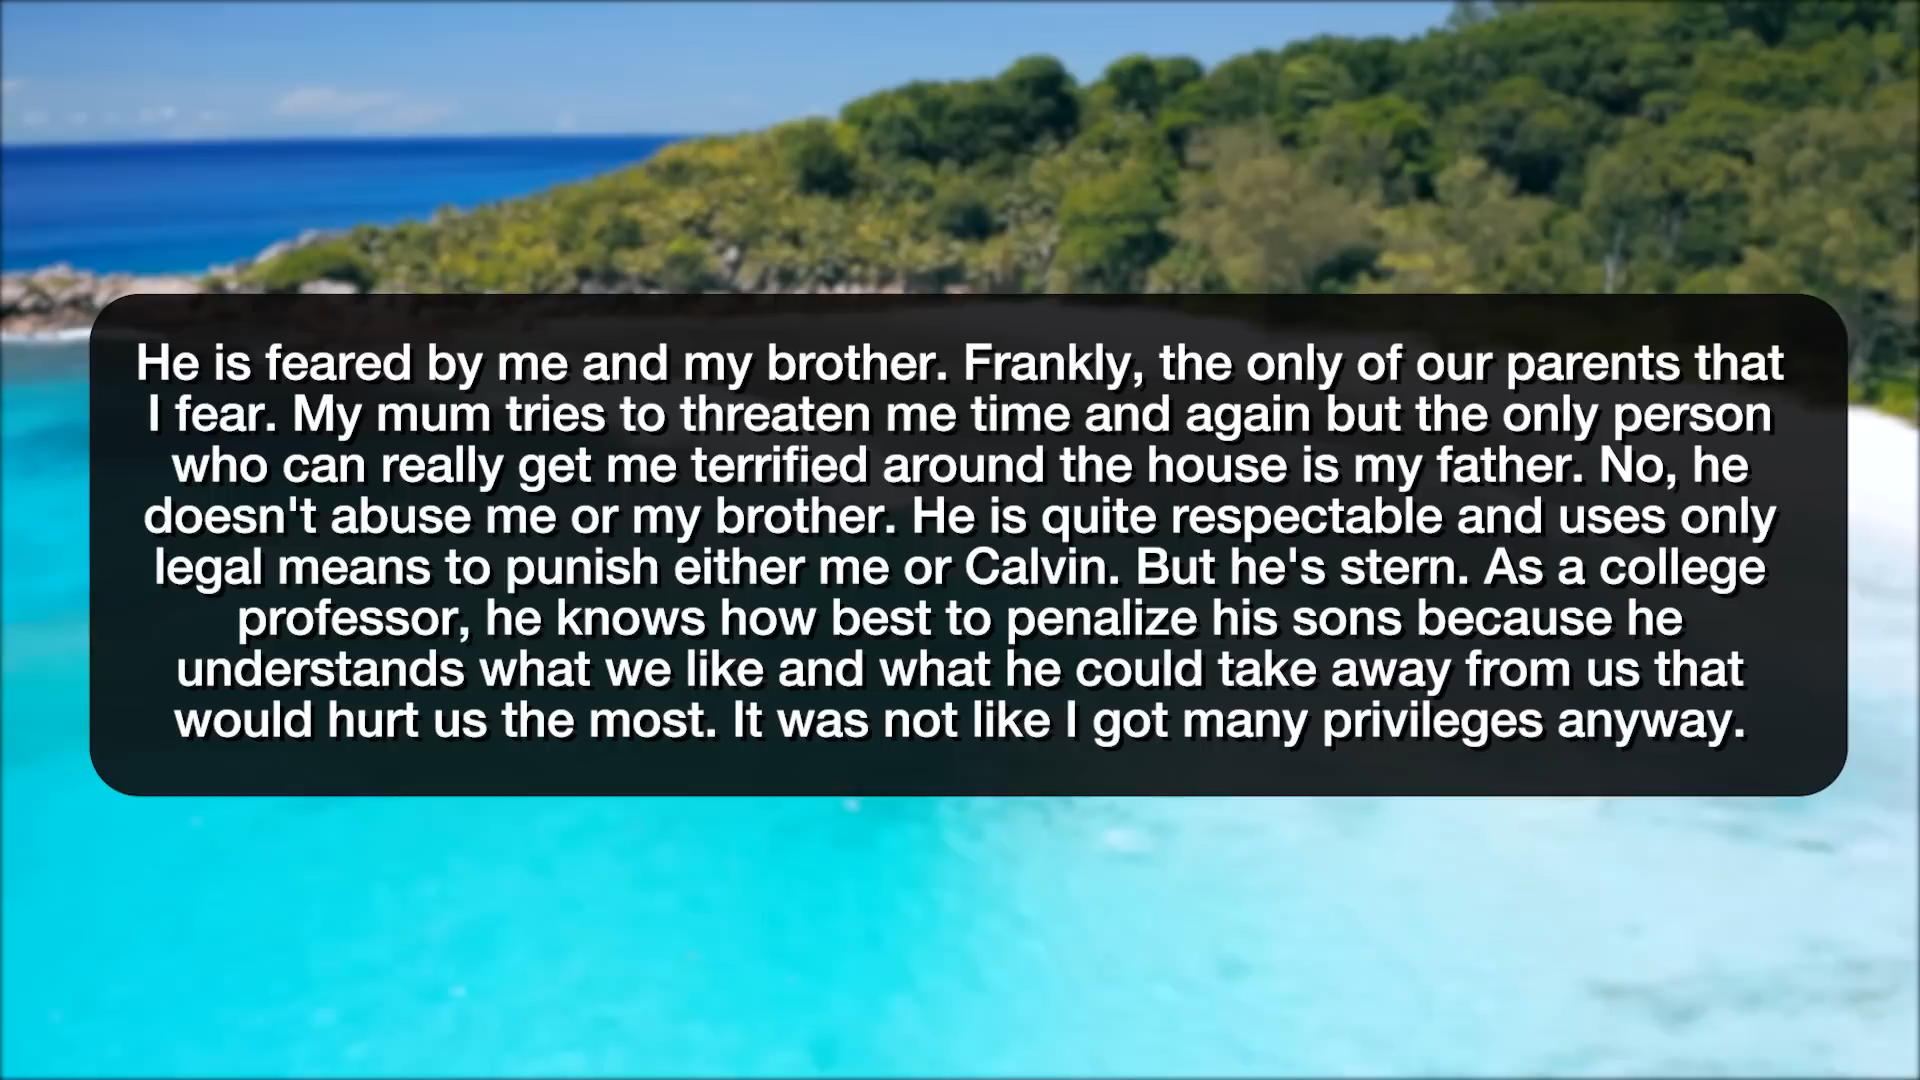 He is feared by me and my brother. Frankly, the only of our parents that
I fear. My mum tries to threaten me time and again but the only person
who can really get me terrified around the house is my father. No, he
doesn't abuse me or my brother. He is quite respectable and uses only
legal means to punish either me or Calvin. But he's stern. As a college
professor, he knows how best to penalize his sons because he
understands what we like and what he could take away from us that
would hurt us the most. It was not like I got many privileges anyway.